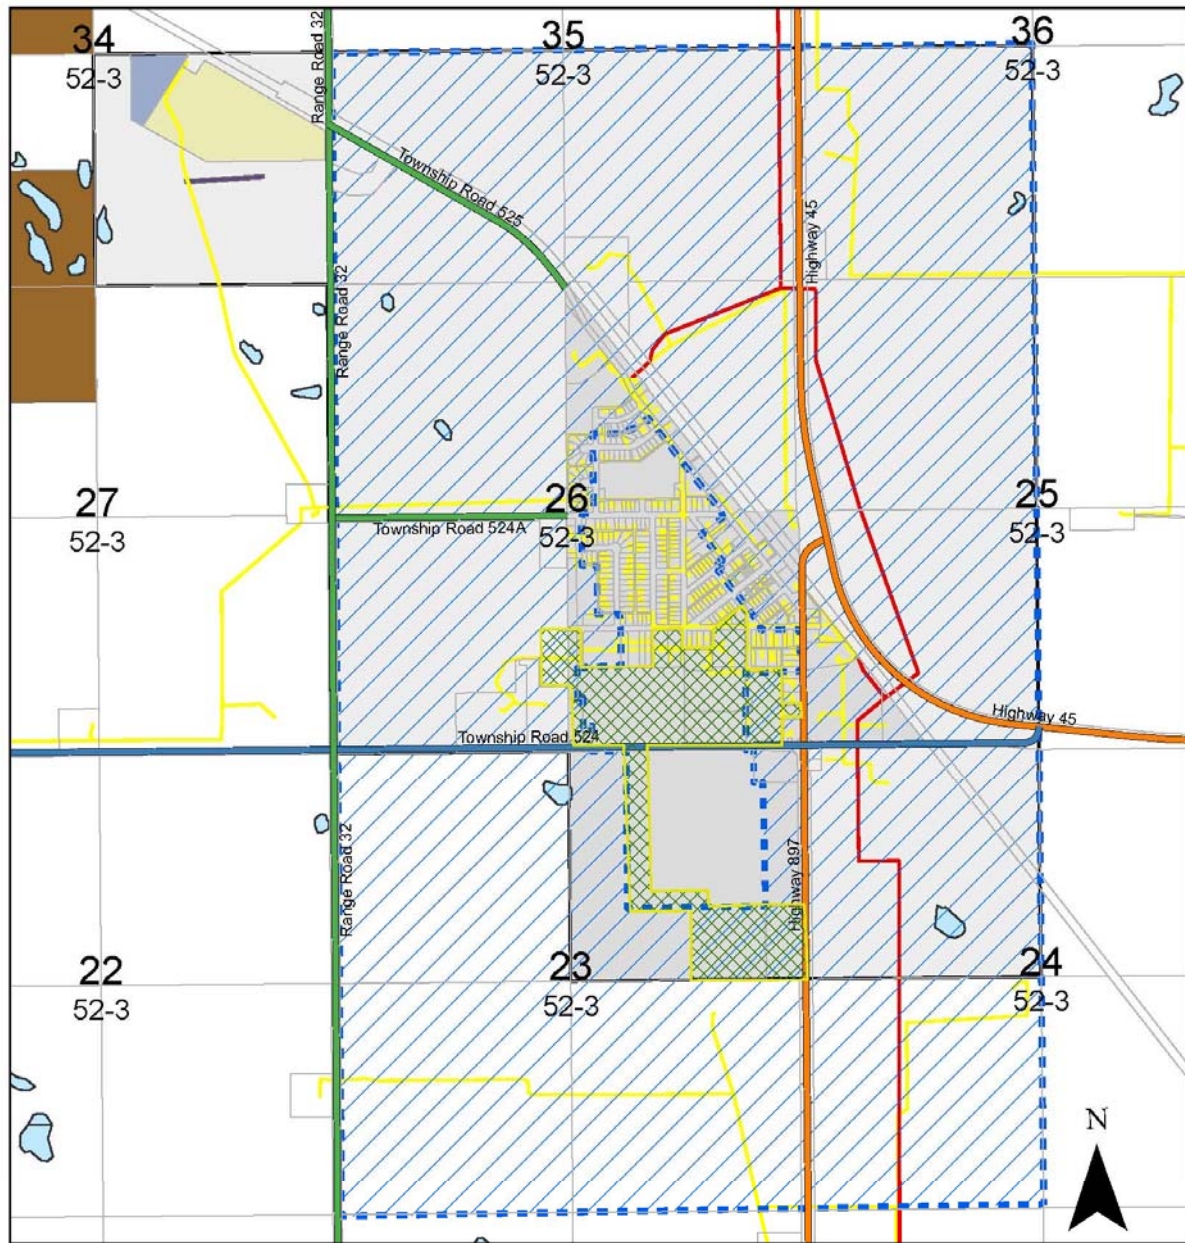 34
52-3
35
52-3
36
52-3
Range Road 32
Township Road 525
Highway 45
Range Road 32
27
52-3
26
52-3
25
52-3
Township Road 524A
Highway 45
Township Road 524
Range Road 32
Highway 897
22
52-3
23
52-3
24
52-3
N